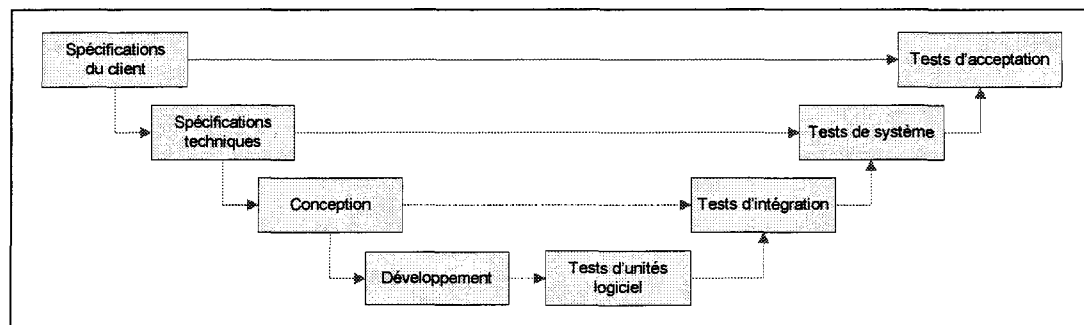 Spécifications
du client
Tests d'acceptation
Spécifications
techniques
Tests de système
Conception
Tests d'intégration
Développement
Tests d'unités
logiciel